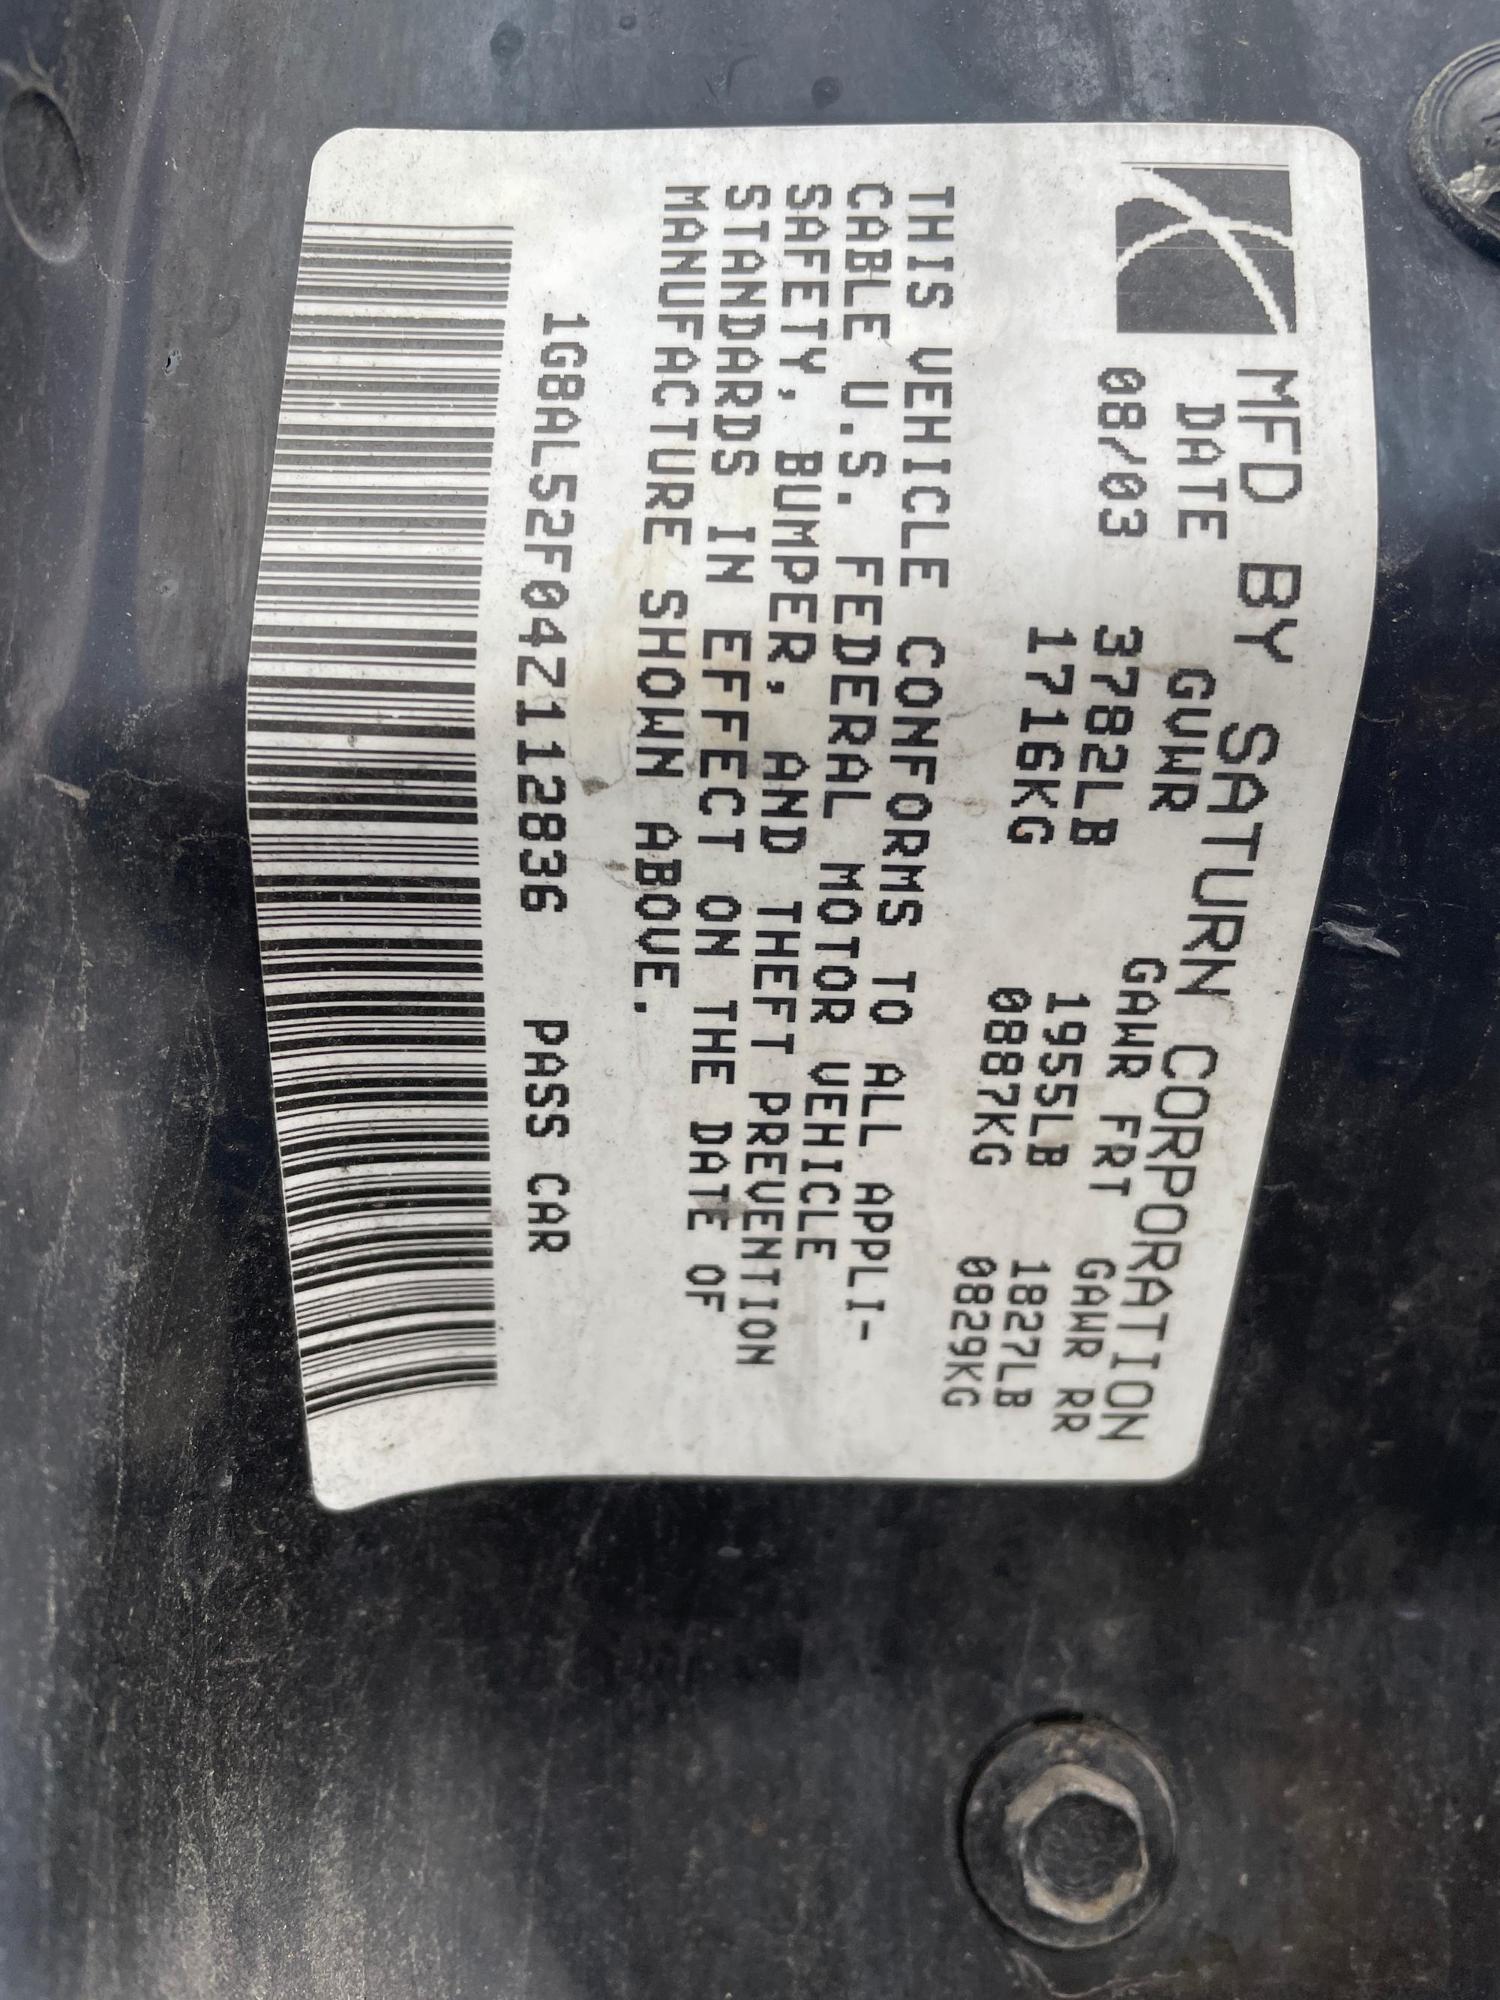 MFD BY SATURN CORPORATION
DATE GVWR GAWR FRT GAWR RR
08/03 3782LB 1955LB 1827LB
1716KG 0887KG 0829KG
THIS VEHICLE CONFORMS TO ALL APPLI-
CABLE U.S. FEDERAL MOTOR VEHICLE
SAFETY, BUMPER, AND THEFT PREVENTION
STANDARDS IN EFFECT ON THE DATE OF
MANUFACTURE SHOWN ABOVE.
1G8AL52F04Z112836 PASS CAR